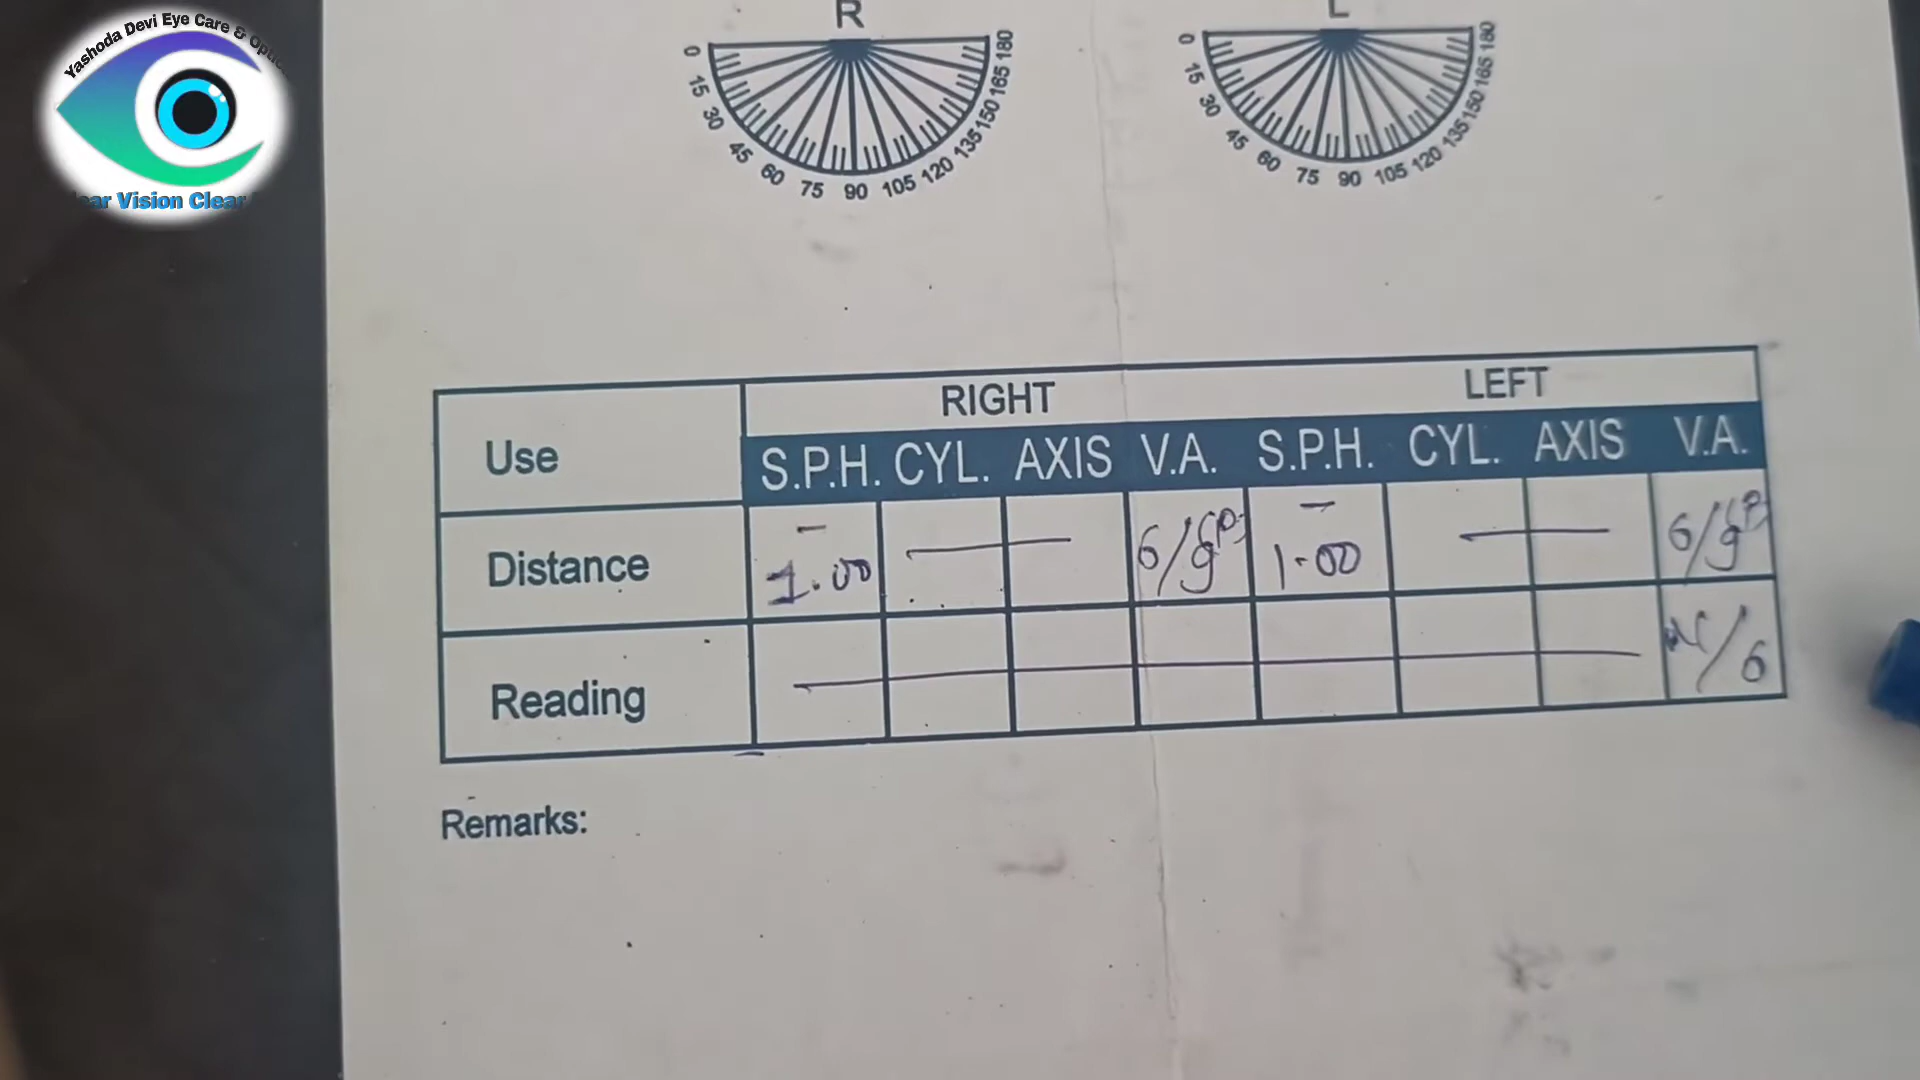 Yashoda Devi Eye Care &
Vision Clear
R
L
0 15 30 45 60 75 90 105 120 135 150 165 180
0 15 30 45 60 75 90 105 120 135 150 165 180
RIGHT LEFT
Use
S.P.H. CYL. AXIS V.A. S.P.H. CYL. AXIS V.A.
Distance - 1.00 — 6/9(P) - 1.00 — 6/9(P)
Reading — N/6
Remarks: